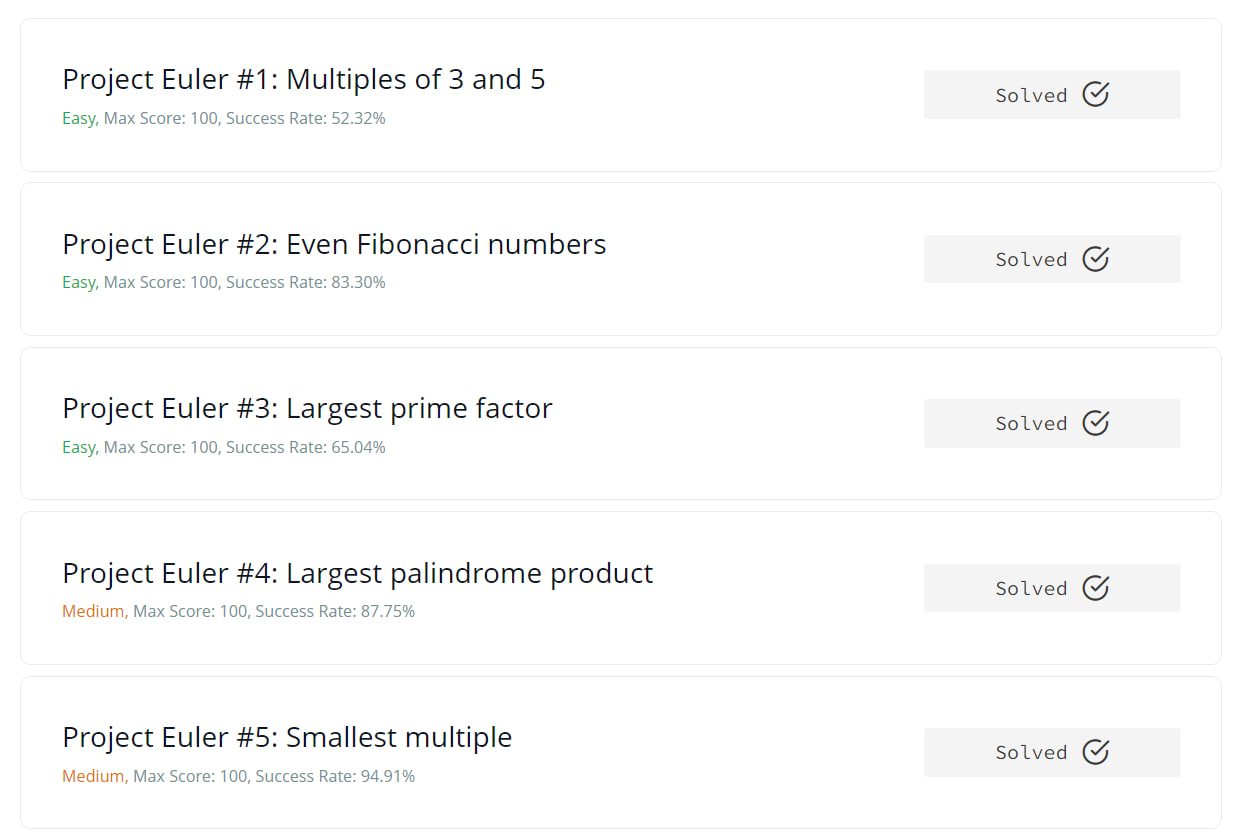 Project Euler #1: Multiples of 3 and 5
Easy, Max Score: 100, Success Rate: 52.32%
Solved
Project Euler #2: Even Fibonacci numbers
Easy, Max Score: 100, Success Rate: 83.30%
Solved
Project Euler #3: Largest prime factor
Easy, Max Score: 100, Success Rate: 65.04%
Solved
Project Euler #4: Largest palindrome product
Medium, Max Score: 100, Success Rate: 87.75%
Solved
Project Euler #5: Smallest multiple
Medium, Max Score: 100, Success Rate: 94.91%
Solved